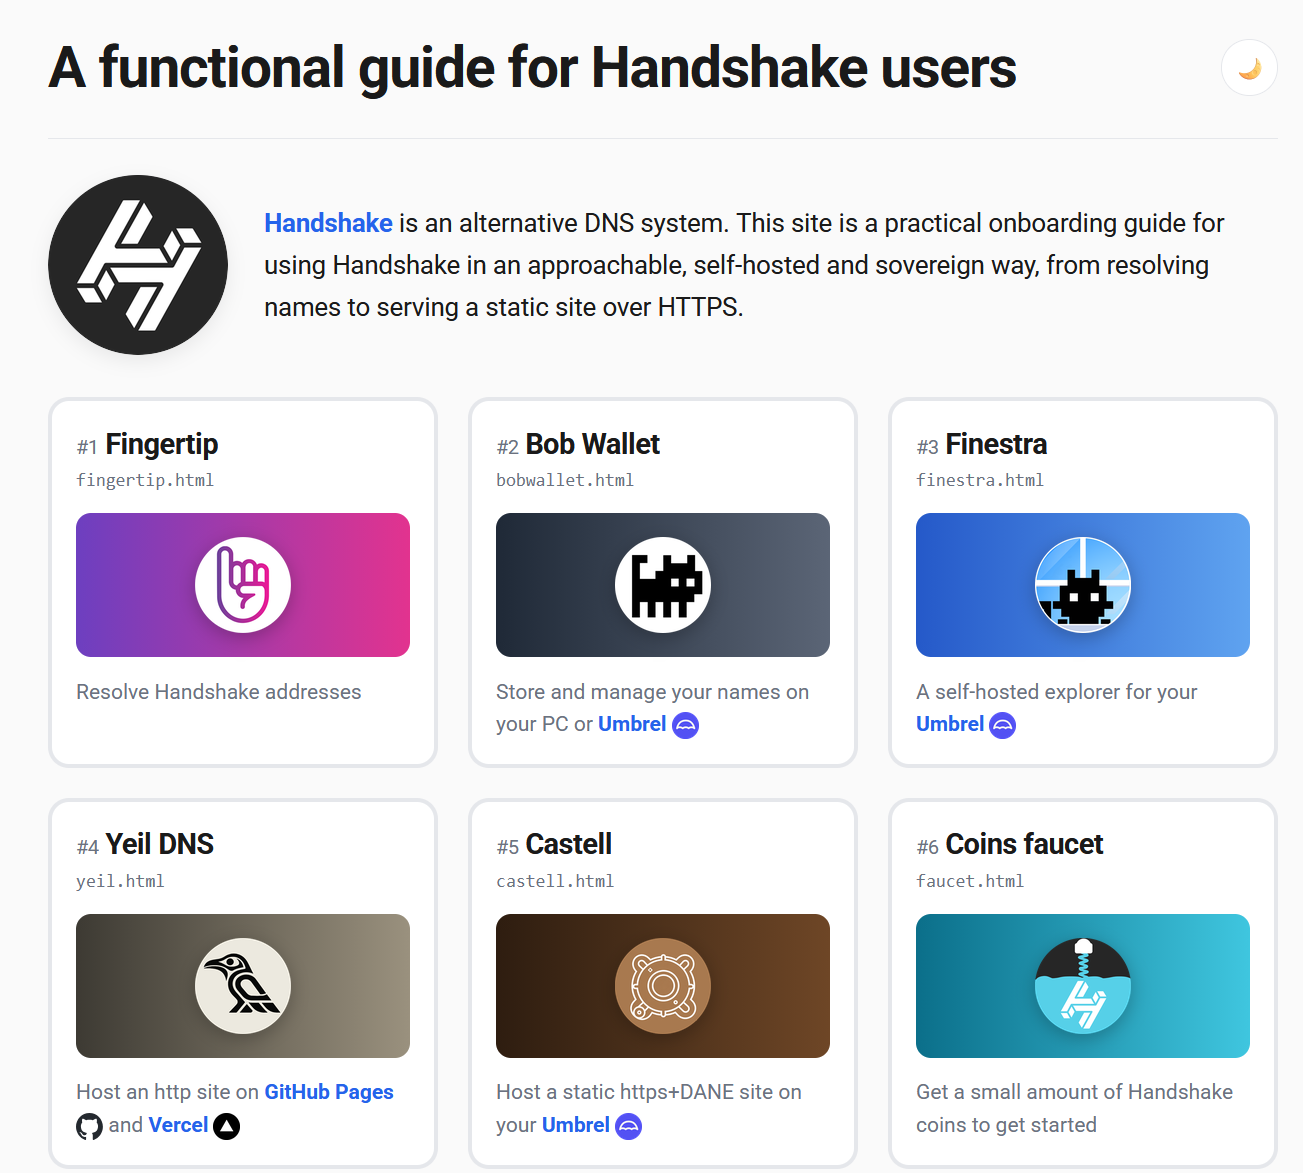 A functional guide for Handshake users
Handshake is an alternative DNS system. This site is a practical onboarding guide for
using Handshake in an approachable, self-hosted and sovereign way, from resolving
names to serving a static site over HTTPS.
#1 Fingertip
fingertip.html
Resolve Handshake addresses
#2 Bob Wallet
bobwallet.html
Store and manage your names on
your PC or Umbrel
#3 Finestra
finestra.html
A self-hosted explorer for your
Umbrel
#4 Yeil DNS
yeil.html
Host an http site on GitHub Pages
and Vercel
#5 Castell
castell.html
Host a static https+DANE site on
your Umbrel
#6 Coins faucet
faucet.html
Get a small amount of Handshake
coins to get started